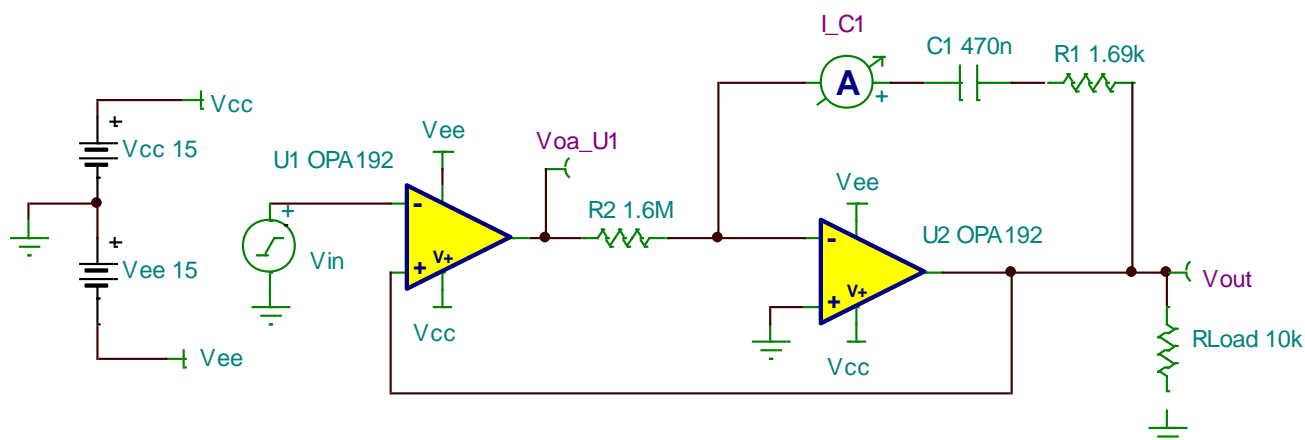 I_C1
C1 470n
R1 1.69k
+
A
+
Vcc
Vcc 15
+
Vee 15
Vee
U1 OPA192
Vee
-
+
V+
Vcc
+
Vin
Voa_U1
R2 1.6M
Vee
U2 OPA192
-
+
V+
Vcc
Vout
RLoad 10k